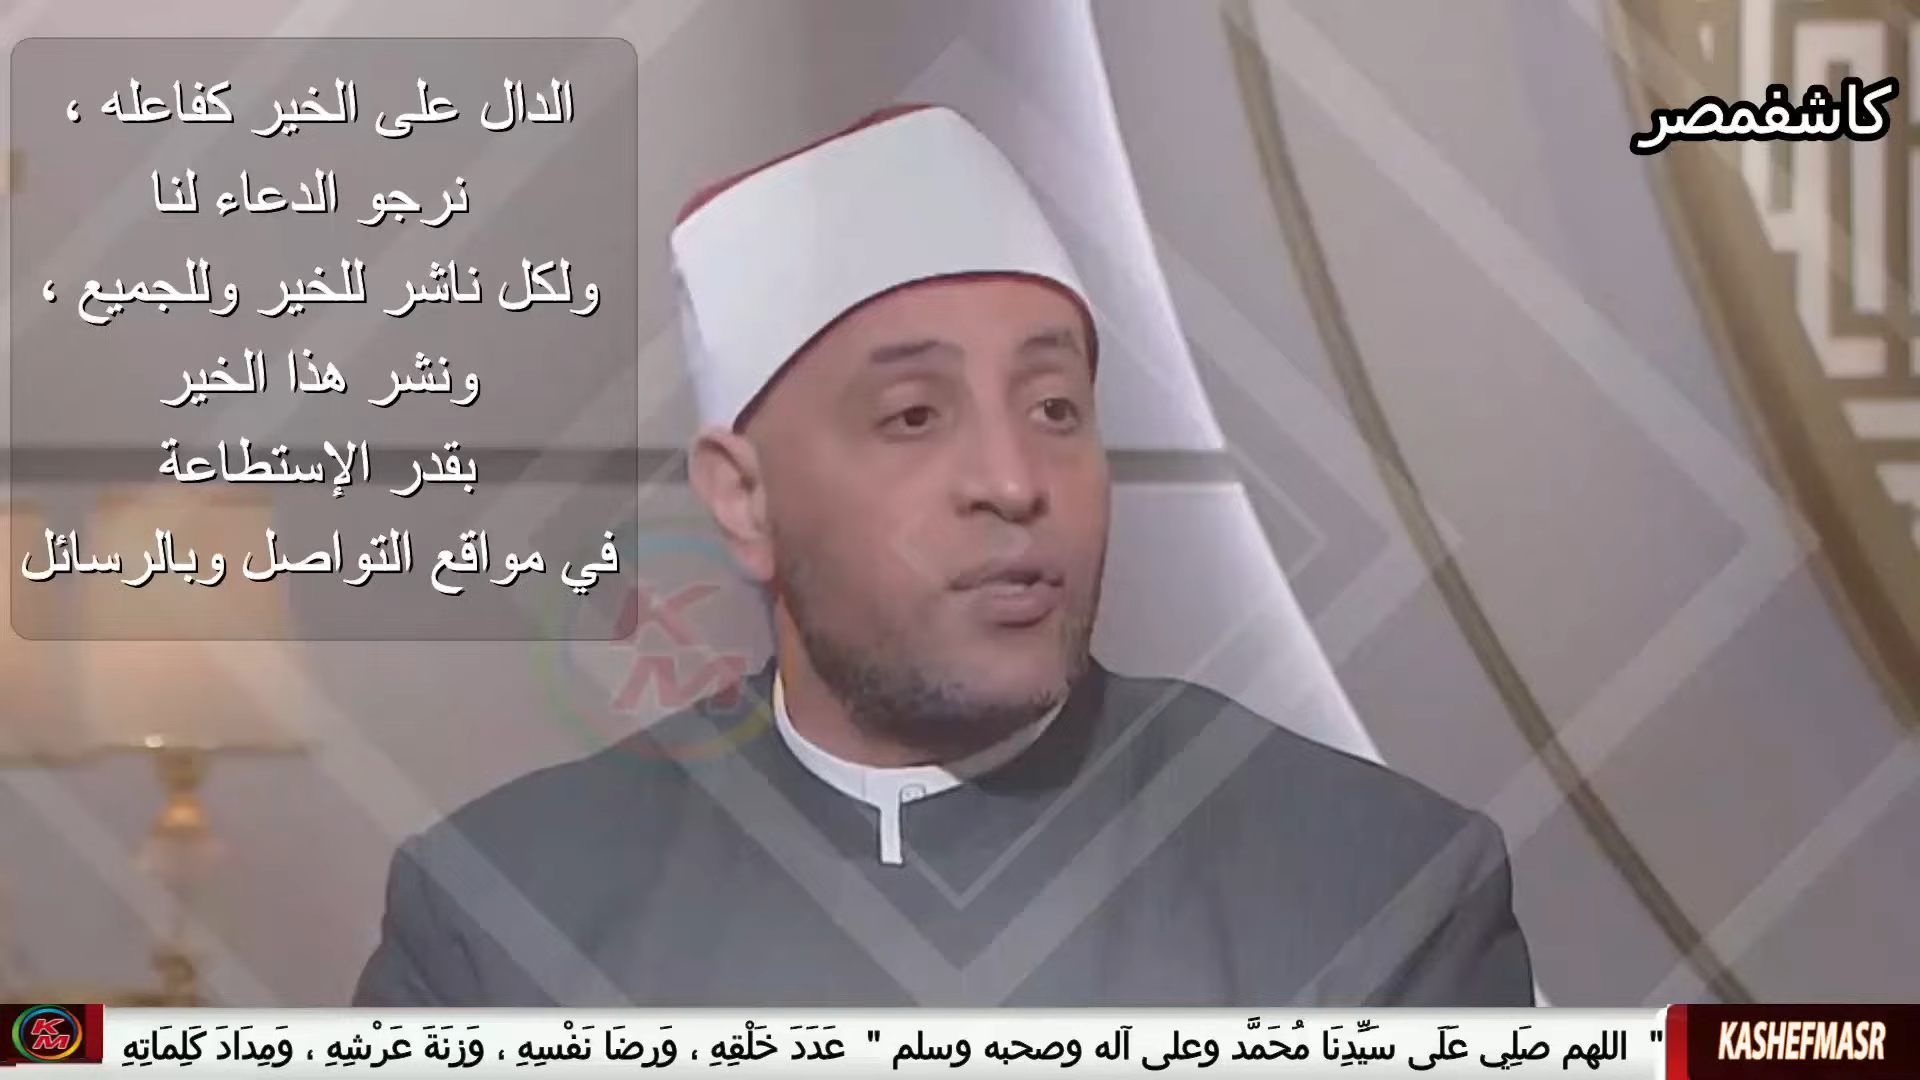 الدال على الخير كفاعله ،
نرجو الدعاء لنا
ولكل ناشر للخير وللجميع ،
ونشر هذا الخير
بقدر الإستطاعة
في مواقع التواصل وبالرسائل
كاشفمصر
KM
" اللهم صَلِي عَلَى سَيِّدِنَا مُحَمَّد وعلى آله وصحبه وسلم " عَدَدَ خَلْقِهِ ، وَرِضَا نَفْسِهِ ، وَزِنَةَ عَرْشِهِ ، وَمِدَادَ كَلِمَاتِهِ
KASHEFMASR
KM